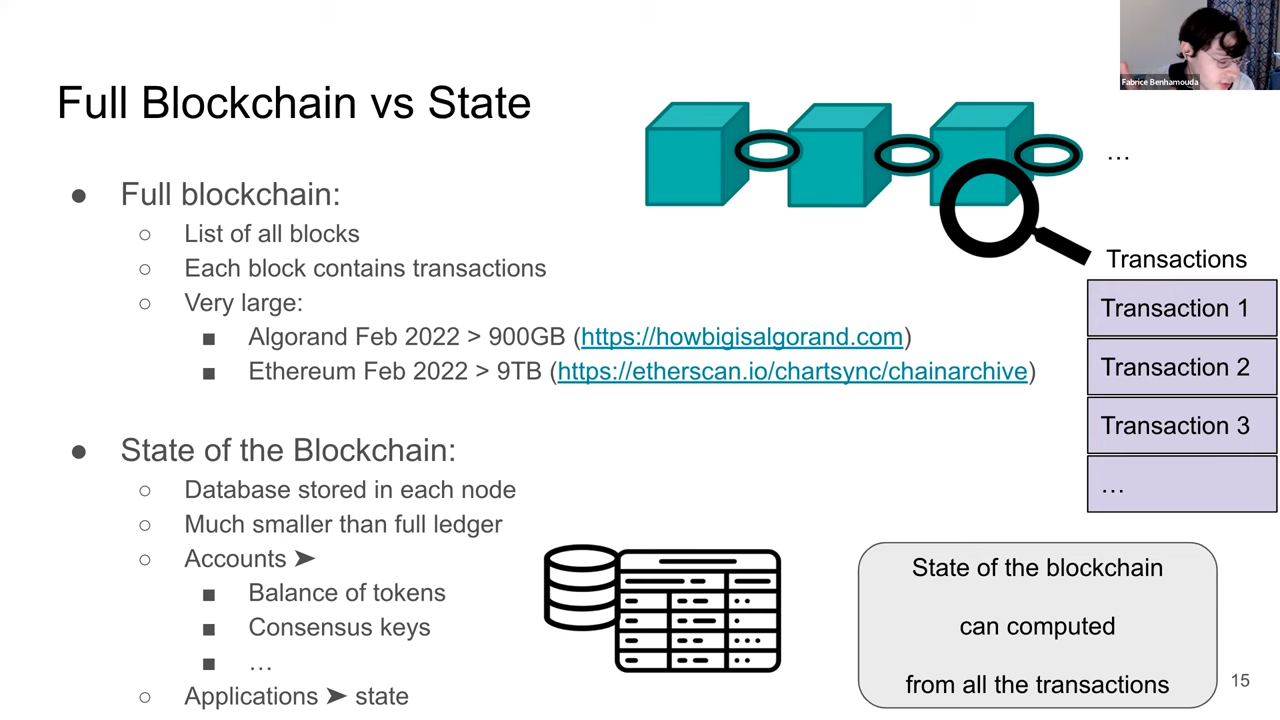 Fabrice Benhamouda
Full Blockchain vs State
● Full blockchain:
○ List of all blocks
○ Each block contains transactions
○ Very large:
■ Algorand Feb 2022 > 900GB (https://howbigisalgorand.com)
■ Ethereum Feb 2022 > 9TB (https://etherscan.io/chartsync/chainarchive)
● State of the Blockchain:
○ Database stored in each node
○ Much smaller than full ledger
○ Accounts ➤
■ Balance of tokens
■ Consensus keys
■ …
○ Applications ➤ state
…
Transactions
Transaction 1
Transaction 2
Transaction 3
…
State of the blockchain
can computed
from all the transactions
15